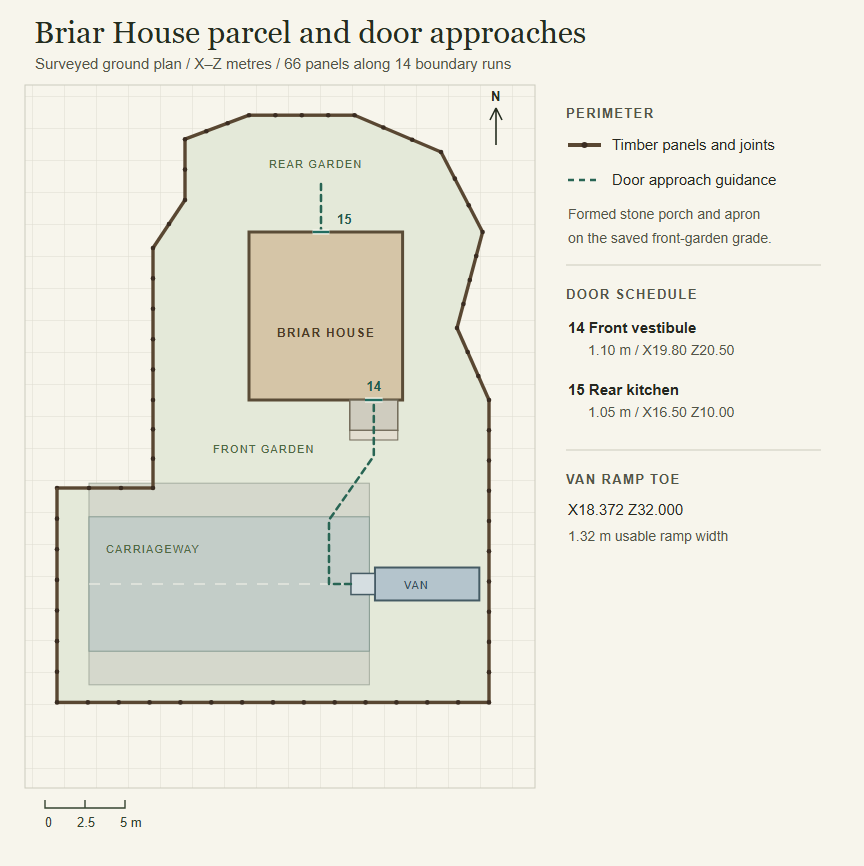 Briar House parcel and door approaches
Surveyed ground plan / X–Z metres / 66 panels along 14 boundary runs
N
REAR GARDEN
15
BRIAR HOUSE
14
FRONT GARDEN
CARRIAGEWAY
VAN
0 2.5 5 m
PERIMETER
Timber panels and joints
Door approach guidance
Formed stone porch and apron
on the saved front-garden grade.
DOOR SCHEDULE
14 Front vestibule
1.10 m / X19.80 Z20.50
15 Rear kitchen
1.05 m / X16.50 Z10.00
VAN RAMP TOE
X18.372 Z32.000
1.32 m usable ramp width